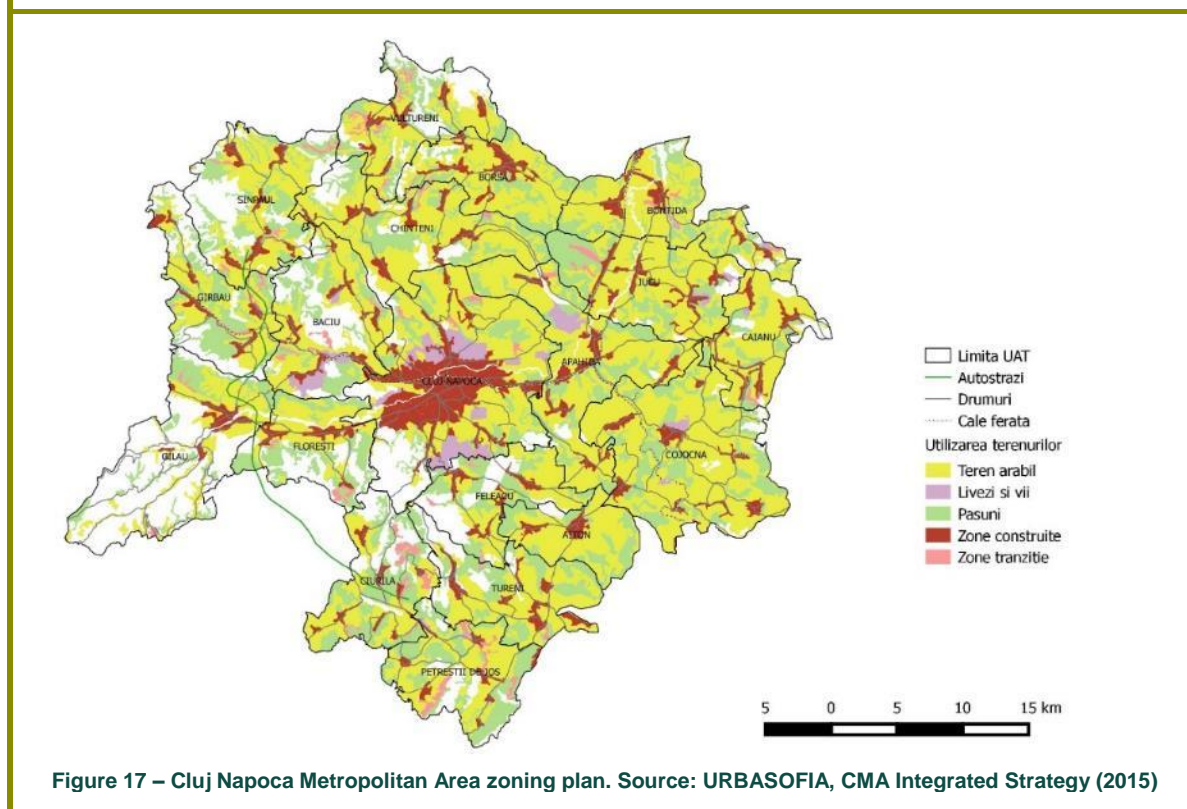 VULTURENI
BORSA
SINPAUL
BONTIDA
CHINTENI
JUCU
GIRBAU
BACIU
CAIANU
APAHIDA
CLUJ-NAPOCA
FLORESTI
GILAU
COJOCNA
FELEACU
AITON
CIURILA
TURENI
PETRESTII DE JOS
Limita UAT
Autostrazi
Drumuri
Cale ferata
Utilizarea terenurilor
Teren arabil
Livezi si vii
Pasuni
Zone construite
Zone tranzitie
5 0 5 10 15 km
Figure 17 – Cluj Napoca Metropolitan Area zoning plan. Source: URBASOFIA, CMA Integrated Strategy (2015)